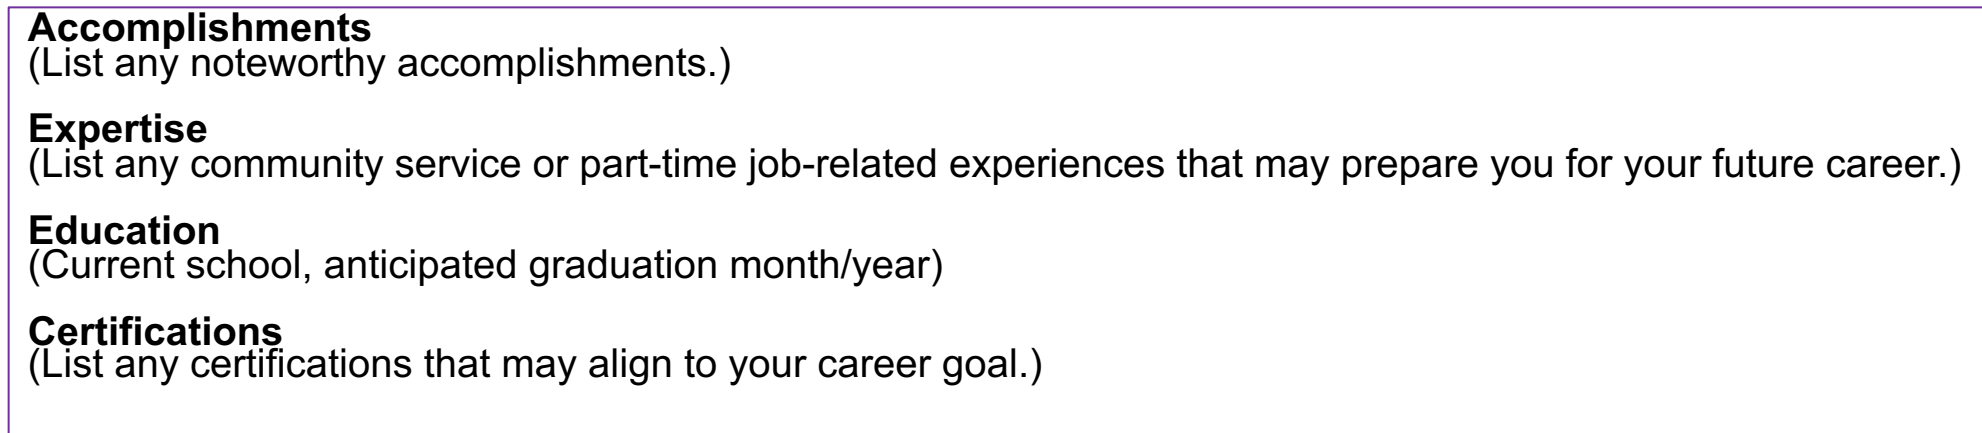 Accomplishments
(List any noteworthy accomplishments.)
Expertise
(List any community service or part-time job-related experiences that may prepare you for your future career.)
Education
(Current school, anticipated graduation month/year)
Certifications
(List any certifications that may align to your career goal.)